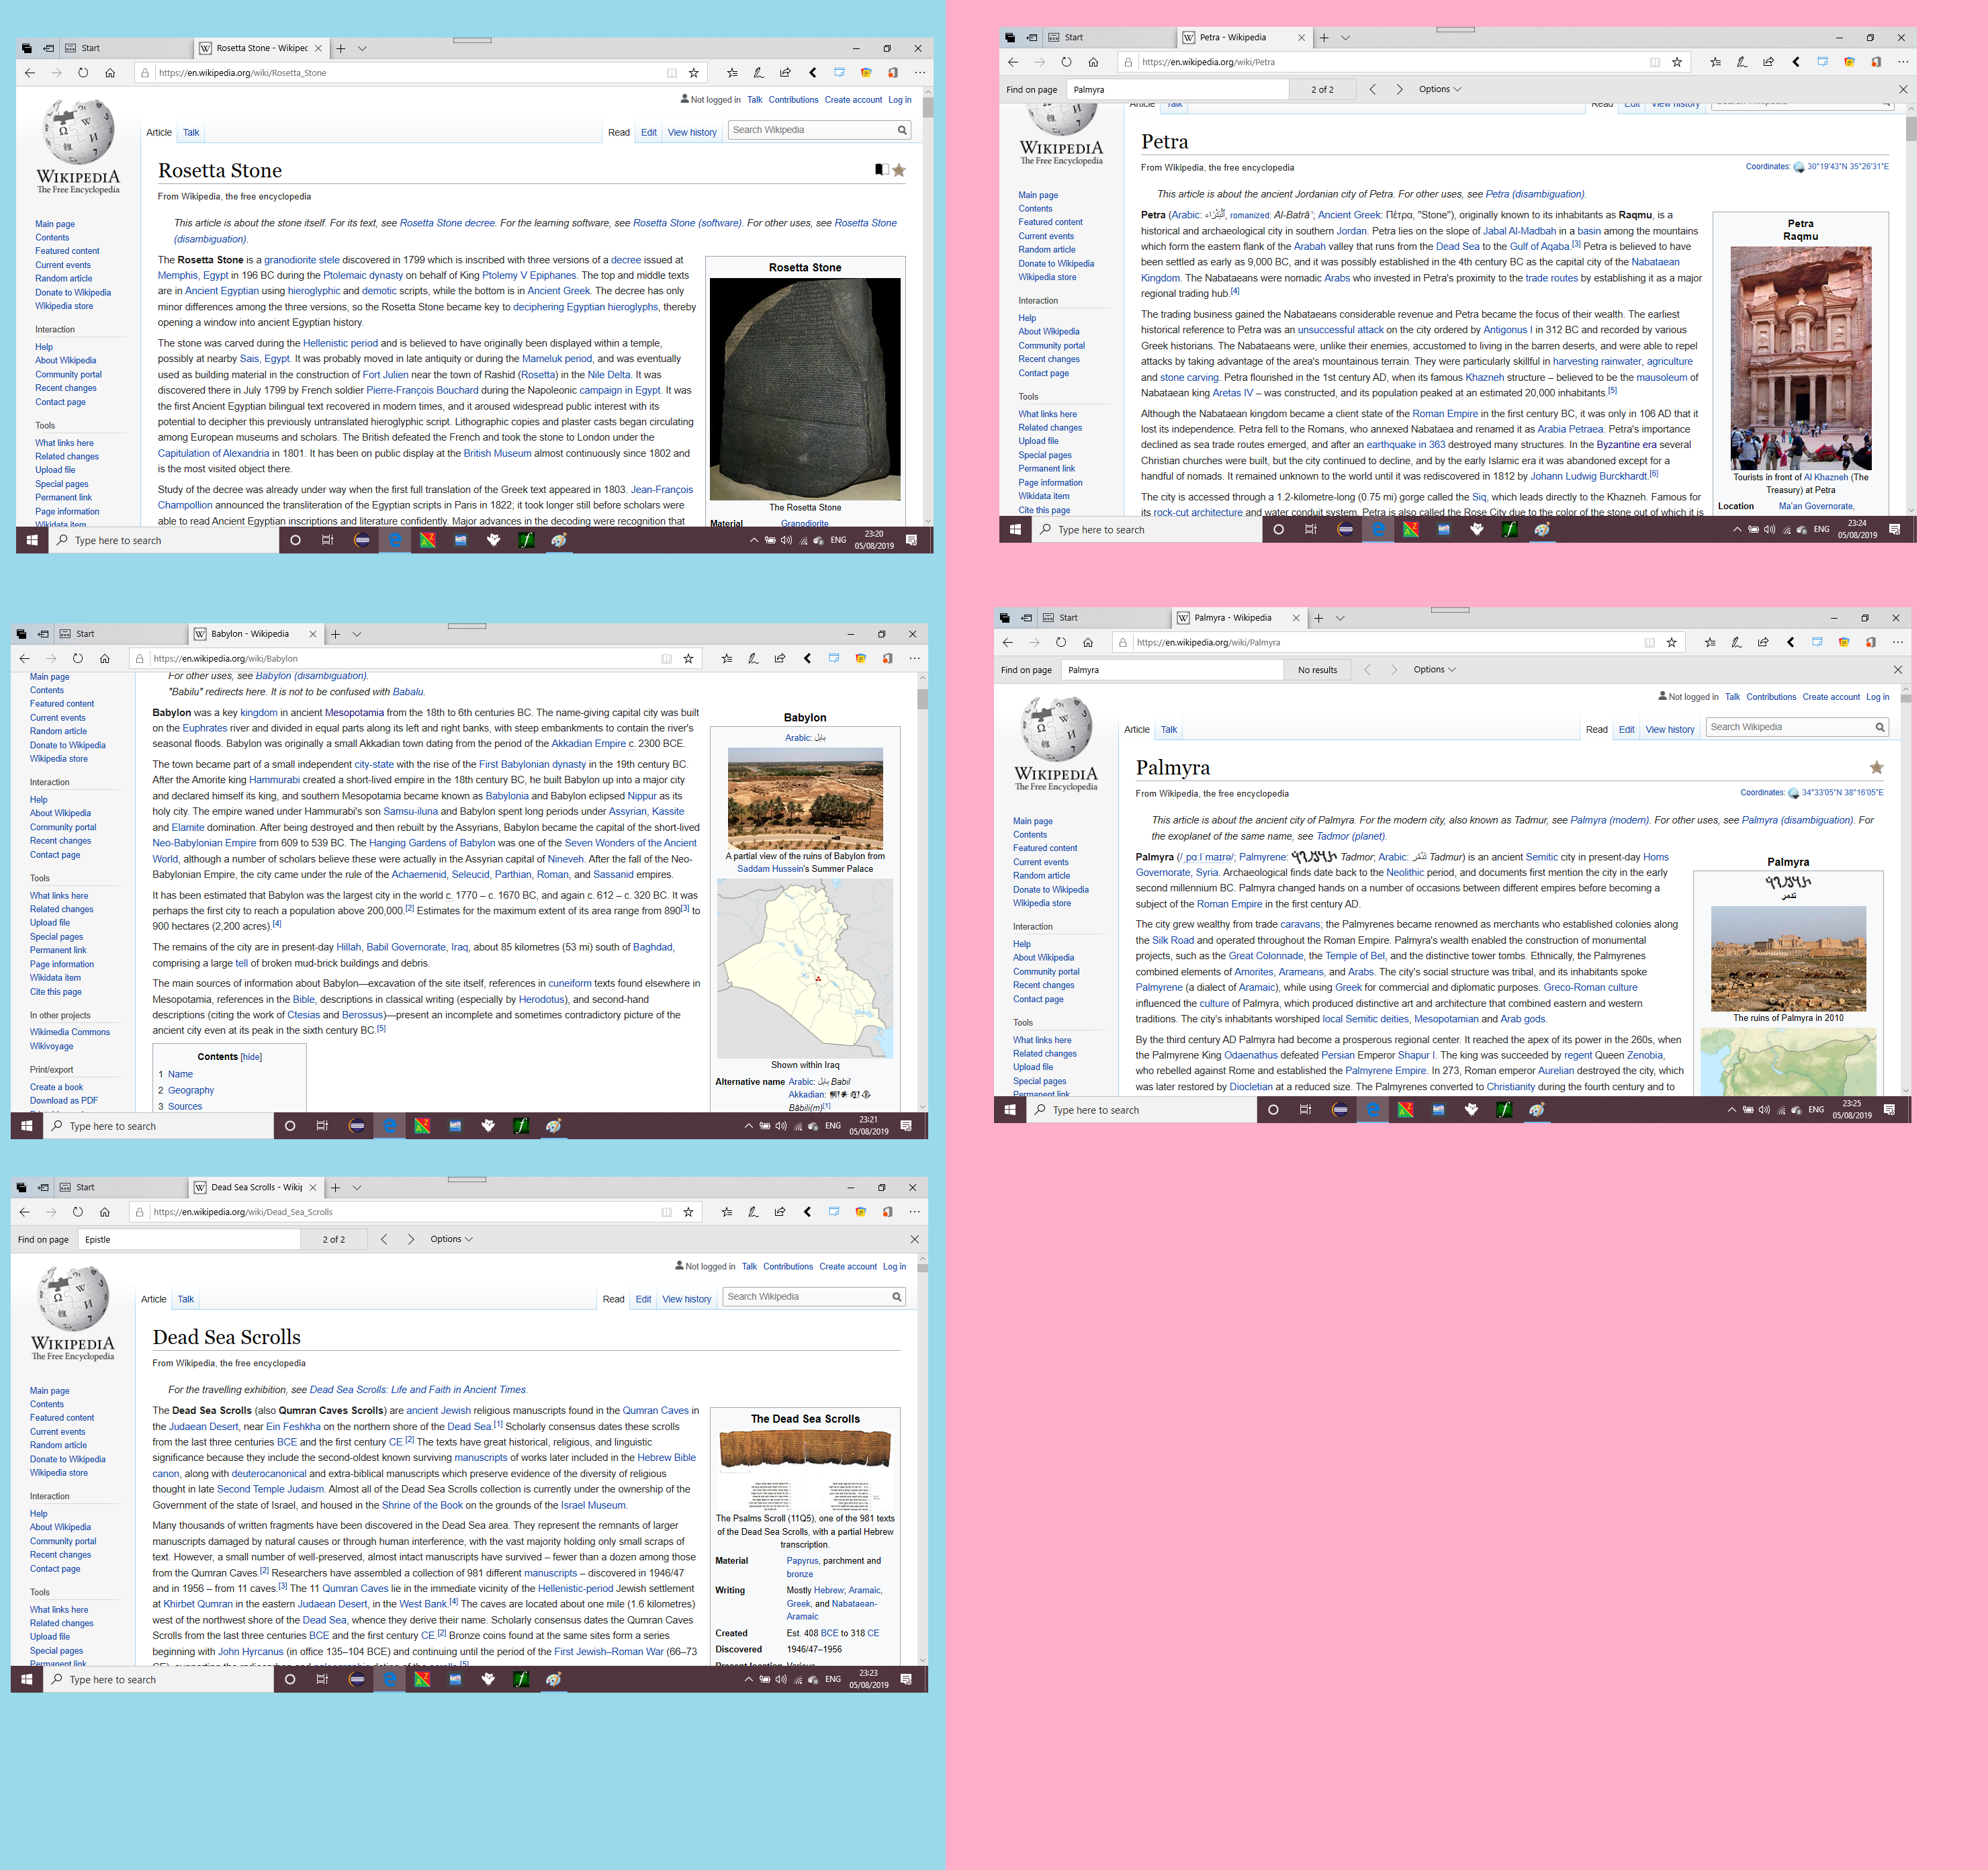 Start
Rosetta Stone - Wikipec
https://en.wikipedia.org/wiki/Rosetta_Stone
Not logged in Talk Contributions Create account Log in
Article Talk Read Edit View history Search Wikipedia
WIKIPEDIA
The Free Encyclopedia
Main page
Contents
Featured content
Current events
Random article
Donate to Wikipedia
Wikipedia store
Interaction
Help
About Wikipedia
Community portal
Recent changes
Contact page
Tools
What links here
Related changes
Upload file
Special pages
Permanent link
Page information
Wikidata item
Rosetta Stone
From Wikipedia, the free encyclopedia
This article is about the stone itself. For its text, see Rosetta Stone decree. For the learning software, see Rosetta Stone (software). For other uses, see Rosetta Stone
(disambiguation).
The Rosetta Stone is a granodiorite stele discovered in 1799 which is inscribed with three versions of a decree issued at
Memphis, Egypt in 196 BC during the Ptolemaic dynasty on behalf of King Ptolemy V Epiphanes. The top and middle texts
are in Ancient Egyptian using hieroglyphic and demotic scripts, while the bottom is in Ancient Greek. The decree has only
minor differences among the three versions, so the Rosetta Stone became key to deciphering Egyptian hieroglyphs, thereby
opening a window into ancient Egyptian history.
The stone was carved during the Hellenistic period and is believed to have originally been displayed within a temple,
possibly at nearby Sais, Egypt. It was probably moved in late antiquity or during the Mameluk period, and was eventually
used as building material in the construction of Fort Julien near the town of Rashid (Rosetta) in the Nile Delta. It was
discovered there in July 1799 by French soldier Pierre-François Bouchard during the Napoleonic campaign in Egypt. It was
the first Ancient Egyptian bilingual text recovered in modern times, and it aroused widespread public interest with its
potential to decipher this previously untranslated hieroglyphic script. Lithographic copies and plaster casts began circulating
among European museums and scholars. The British defeated the French and took the stone to London under the
Capitulation of Alexandria in 1801. It has been on public display at the British Museum almost continuously since 1802 and
is the most visited object there.
Study of the decree was already under way when the first full translation of the Greek text appeared in 1803. Jean-François
Champollion announced the transliteration of the Egyptian scripts in Paris in 1822; it took longer still before scholars were
able to read Ancient Egyptian inscriptions and literature confidently. Major advances in the decoding were recognition that
Rosetta Stone
The Rosetta Stone
Material Granodiorite
Type here to search
ENG
23:20
05/08/2019
Start
Babylon - Wikipedia
https://en.wikipedia.org/wiki/Babylon
Main page
Contents
Featured content
Current events
Random article
Donate to Wikipedia
Wikipedia store
Interaction
Help
About Wikipedia
Community portal
Recent changes
Contact page
Tools
What links here
Related changes
Upload file
Special pages
Permanent link
Page information
Wikidata item
Cite this page
In other projects
Wikimedia Commons
Wikivoyage
Print/export
Create a book
Download as PDF
For other uses, see Babylon (disambiguation).
"Babilu" redirects here. It is not to be confused with Babalu.
Babylon was a key kingdom in ancient Mesopotamia from the 18th to 6th centuries BC. The name-giving capital city was built
on the Euphrates river and divided in equal parts along its left and right banks, with steep embankments to contain the river's
seasonal floods. Babylon was originally a small Akkadian town dating from the period of the Akkadian Empire c. 2300 BCE.
The town became part of a small independent city-state with the rise of the First Babylonian dynasty in the 19th century BC.
After the Amorite king Hammurabi created a short-lived empire in the 18th century BC, he built Babylon up into a major city
and declared himself its king, and southern Mesopotamia became known as Babylonia and Babylon eclipsed Nippur as its
holy city. The empire waned under Hammurabi's son Samsu-iluna and Babylon spent long periods under Assyrian, Kassite
and Elamite domination. After being destroyed and then rebuilt by the Assyrians, Babylon became the capital of the short-lived
Neo-Babylonian Empire from 609 to 539 BC. The Hanging Gardens of Babylon was one of the Seven Wonders of the Ancient
World, although a number of scholars believe these were actually in the Assyrian capital of Nineveh. After the fall of the Neo-
Babylonian Empire, the city came under the rule of the Achaemenid, Seleucid, Parthian, Roman, and Sassanid empires.
It has been estimated that Babylon was the largest city in the world c. 1770 – c. 1670 BC, and again c. 612 – c. 320 BC. It was
perhaps the first city to reach a population above 200,000.[2] Estimates for the maximum extent of its area range from 890[3] to
900 hectares (2,200 acres).[4]
The remains of the city are in present-day Hillah, Babil Governorate, Iraq, about 85 kilometres (53 mi) south of Baghdad,
comprising a large tell of broken mud-brick buildings and debris.
The main sources of information about Babylon—excavation of the site itself, references in cuneiform texts found elsewhere in
Mesopotamia, references in the Bible, descriptions in classical writing (especially by Herodotus), and second-hand
descriptions (citing the work of Ctesias and Berossus)—present an incomplete and sometimes contradictory picture of the
ancient city even at its peak in the sixth century BC.[5]
Contents [hide]
1 Name
2 Geography
3 Sources
Babylon
Arabic: بابل
A partial view of the ruins of Babylon from
Saddam Hussein's Summer Palace
Shown within Iraq
Alternative name Arabic: بابل Babil
Akkadian:
Bābili(m)[1]
Type here to search
ENG
23:21
05/08/2019
Start
Dead Sea Scrolls - Wikip
https://en.wikipedia.org/wiki/Dead_Sea_Scrolls
Find on page Epistle 2 of 2 Options
Not logged in Talk Contributions Create account Log in
Article Talk Read Edit View history Search Wikipedia
WIKIPEDIA
The Free Encyclopedia
Main page
Contents
Featured content
Current events
Random article
Donate to Wikipedia
Wikipedia store
Interaction
Help
About Wikipedia
Community portal
Recent changes
Contact page
Tools
What links here
Related changes
Upload file
Special pages
Permanent link
Dead Sea Scrolls
From Wikipedia, the free encyclopedia
For the travelling exhibition, see Dead Sea Scrolls: Life and Faith in Ancient Times.
The Dead Sea Scrolls (also Qumran Caves Scrolls) are ancient Jewish religious manuscripts found in the Qumran Caves in
the Judaean Desert, near Ein Feshkha on the northern shore of the Dead Sea.[1] Scholarly consensus dates these scrolls
from the last three centuries BCE and the first century CE.[2] The texts have great historical, religious, and linguistic
significance because they include the second-oldest known surviving manuscripts of works later included in the Hebrew Bible
canon, along with deuterocanonical and extra-biblical manuscripts which preserve evidence of the diversity of religious
thought in late Second Temple Judaism. Almost all of the Dead Sea Scrolls collection is currently under the ownership of the
Government of the state of Israel, and housed in the Shrine of the Book on the grounds of the Israel Museum.
Many thousands of written fragments have been discovered in the Dead Sea area. They represent the remnants of larger
manuscripts damaged by natural causes or through human interference, with the vast majority holding only small scraps of
text. However, a small number of well-preserved, almost intact manuscripts have survived – fewer than a dozen among those
from the Qumran Caves.[2] Researchers have assembled a collection of 981 different manuscripts – discovered in 1946/47
and in 1956 – from 11 caves.[3] The 11 Qumran Caves lie in the immediate vicinity of the Hellenistic-period Jewish settlement
at Khirbet Qumran in the eastern Judaean Desert, in the West Bank.[4] The caves are located about one mile (1.6 kilometres)
west of the northwest shore of the Dead Sea, whence they derive their name. Scholarly consensus dates the Qumran Caves
Scrolls from the last three centuries BCE and the first century CE.[2] Bronze coins found at the same sites form a series
beginning with John Hyrcanus (in office 135–104 BCE) and continuing until the period of the First Jewish–Roman War (66–73
The Dead Sea Scrolls
The Psalms Scroll (11Q5), one of the 981 texts
of the Dead Sea Scrolls, with a partial Hebrew
transcription.
Material Papyrus, parchment and
bronze
Writing Mostly Hebrew; Aramaic,
Greek, and Nabataean-
Aramaic
Created Est. 408 BCE to 318 CE
Discovered 1946/47–1956
Present location Various
Type here to search
ENG
23:23
05/08/2019
Start
Petra - Wikipedia
https://en.wikipedia.org/wiki/Petra
Find on page Palmyra 2 of 2 Options
Article Talk Read Edit View history
WIKIPEDIA
The Free Encyclopedia
Main page
Contents
Featured content
Current events
Random article
Donate to Wikipedia
Wikipedia store
Interaction
Help
About Wikipedia
Community portal
Recent changes
Contact page
Tools
What links here
Related changes
Upload file
Special pages
Permanent link
Page information
Wikidata item
Cite this page
Petra
From Wikipedia, the free encyclopedia
Coordinates: 30°19′43″N 35°26′31″E
This article is about the ancient Jordanian city of Petra. For other uses, see Petra (disambiguation).
Petra (Arabic: ٱلْبَتْرَاء, romanized: Al-Batrāʾ; Ancient Greek: Πέτρα, "Stone"), originally known to its inhabitants as Raqmu, is a
historical and archaeological city in southern Jordan. Petra lies on the slope of Jabal Al-Madbah in a basin among the mountains
which form the eastern flank of the Arabah valley that runs from the Dead Sea to the Gulf of Aqaba.[3] Petra is believed to have
been settled as early as 9,000 BC, and it was possibly established in the 4th century BC as the capital city of the Nabataean
Kingdom. The Nabataeans were nomadic Arabs who invested in Petra's proximity to the trade routes by establishing it as a major
regional trading hub.[4]
The trading business gained the Nabataeans considerable revenue and Petra became the focus of their wealth. The earliest
historical reference to Petra was an unsuccessful attack on the city ordered by Antigonus I in 312 BC and recorded by various
Greek historians. The Nabataeans were, unlike their enemies, accustomed to living in the barren deserts, and were able to repel
attacks by taking advantage of the area's mountainous terrain. They were particularly skillful in harvesting rainwater, agriculture
and stone carving. Petra flourished in the 1st century AD, when its famous Khazneh structure – believed to be the mausoleum of
Nabataean king Aretas IV – was constructed, and its population peaked at an estimated 20,000 inhabitants.[5]
Although the Nabataean kingdom became a client state of the Roman Empire in the first century BC, it was only in 106 AD that it
lost its independence. Petra fell to the Romans, who annexed Nabataea and renamed it as Arabia Petraea. Petra's importance
declined as sea trade routes emerged, and after an earthquake in 363 destroyed many structures. In the Byzantine era several
Christian churches were built, but the city continued to decline, and by the early Islamic era it was abandoned except for a
handful of nomads. It remained unknown to the world until it was rediscovered in 1812 by Johann Ludwig Burckhardt.[6]
The city is accessed through a 1.2-kilometre-long (0.75 mi) gorge called the Siq, which leads directly to the Khazneh. Famous for
its rock-cut architecture and water conduit system, Petra is also called the Rose City due to the color of the stone out of which it is
Petra
Raqmu
Tourists in front of Al Khazneh (The
Treasury) at Petra
Location Ma'an Governorate,
Type here to search
ENG
23:24
05/08/2019
Start
Palmyra - Wikipedia
https://en.wikipedia.org/wiki/Palmyra
Find on page Palmyra No results Options
Not logged in Talk Contributions Create account Log in
Article Talk Read Edit View history Search Wikipedia
WIKIPEDIA
The Free Encyclopedia
Main page
Contents
Featured content
Current events
Random article
Donate to Wikipedia
Wikipedia store
Interaction
Help
About Wikipedia
Community portal
Recent changes
Contact page
Tools
What links here
Related changes
Upload file
Special pages
Permanent link
Palmyra
From Wikipedia, the free encyclopedia
Coordinates: 34°33′05″N 38°16′05″E
This article is about the ancient city of Palmyra. For the modern city, also known as Tadmur, see Palmyra (modern). For other uses, see Palmyra (disambiguation). For
the exoplanet of the same name, see Tadmor (planet).
Palmyra (/ˌpɑːlˈmaɪrə/; Palmyrene: Tadmor; Arabic: تَدْمُر Tadmur) is an ancient Semitic city in present-day Homs
Governorate, Syria. Archaeological finds date back to the Neolithic period, and documents first mention the city in the early
second millennium BC. Palmyra changed hands on a number of occasions between different empires before becoming a
subject of the Roman Empire in the first century AD.
The city grew wealthy from trade caravans; the Palmyrenes became renowned as merchants who established colonies along
the Silk Road and operated throughout the Roman Empire. Palmyra's wealth enabled the construction of monumental
projects, such as the Great Colonnade, the Temple of Bel, and the distinctive tower tombs. Ethnically, the Palmyrenes
combined elements of Amorites, Arameans, and Arabs. The city's social structure was tribal, and its inhabitants spoke
Palmyrene (a dialect of Aramaic), while using Greek for commercial and diplomatic purposes. Greco-Roman culture
influenced the culture of Palmyra, which produced distinctive art and architecture that combined eastern and western
traditions. The city's inhabitants worshiped local Semitic deities, Mesopotamian and Arab gods.
By the third century AD Palmyra had become a prosperous regional center. It reached the apex of its power in the 260s, when
the Palmyrene King Odaenathus defeated Persian Emperor Shapur I. The king was succeeded by regent Queen Zenobia,
who rebelled against Rome and established the Palmyrene Empire. In 273, Roman emperor Aurelian destroyed the city, which
was later restored by Diocletian at a reduced size. The Palmyrenes converted to Christianity during the fourth century and to
Palmyra
تدمر
The ruins of Palmyra in 2010
Type here to search
ENG
23:25
05/08/2019